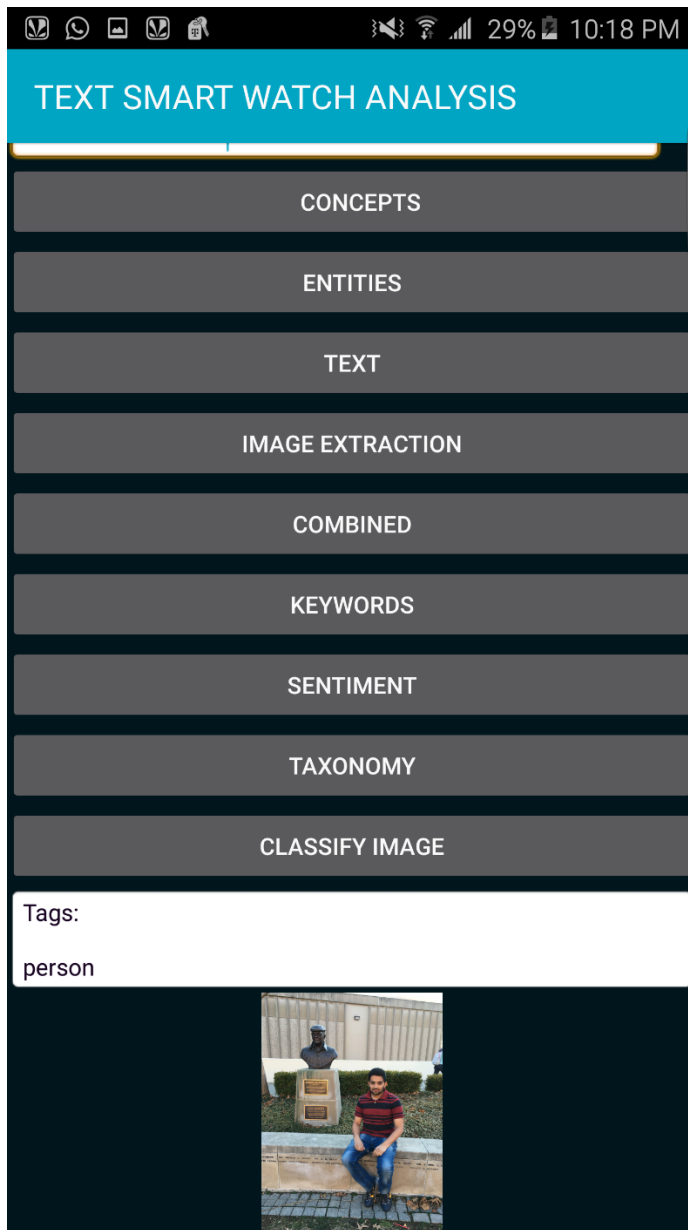 29% 10:18 PM
TEXT SMART WATCH ANALYSIS
CONCEPTS
ENTITIES
TEXT
IMAGE EXTRACTION
COMBINED
KEYWORDS
SENTIMENT
TAXONOMY
CLASSIFY IMAGE
Tags:
person